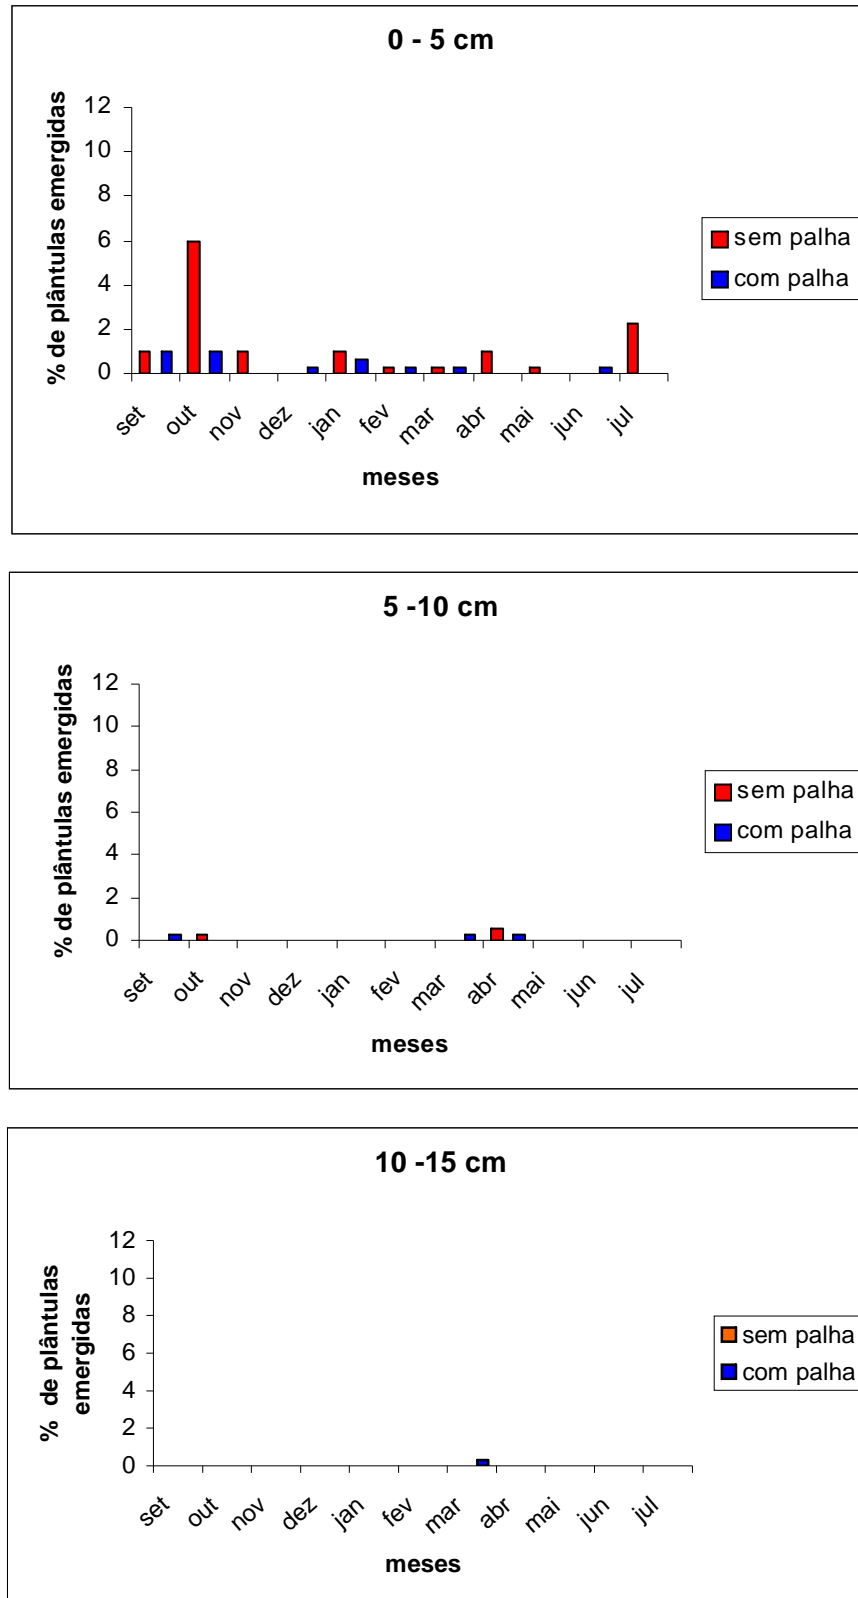 0 - 5 cm
% de plântulas emergidas
12
10
8
6
4
2
0
set
out
nov
dez
jan
fev
mar
abr
mai
jun
jul
meses
sem palha
com palha
5 -10 cm
% de plântulas emergidas
12
10
8
6
4
2
0
set
out
nov
dez
jan
fev
mar
abr
mai
jun
jul
meses
sem palha
com palha
10 -15 cm
% de plântulas
emergidas
12
10
8
6
4
2
0
set
out
nov
dez
jan
fev
mar
abr
mai
jun
jul
meses
sem palha
com palha